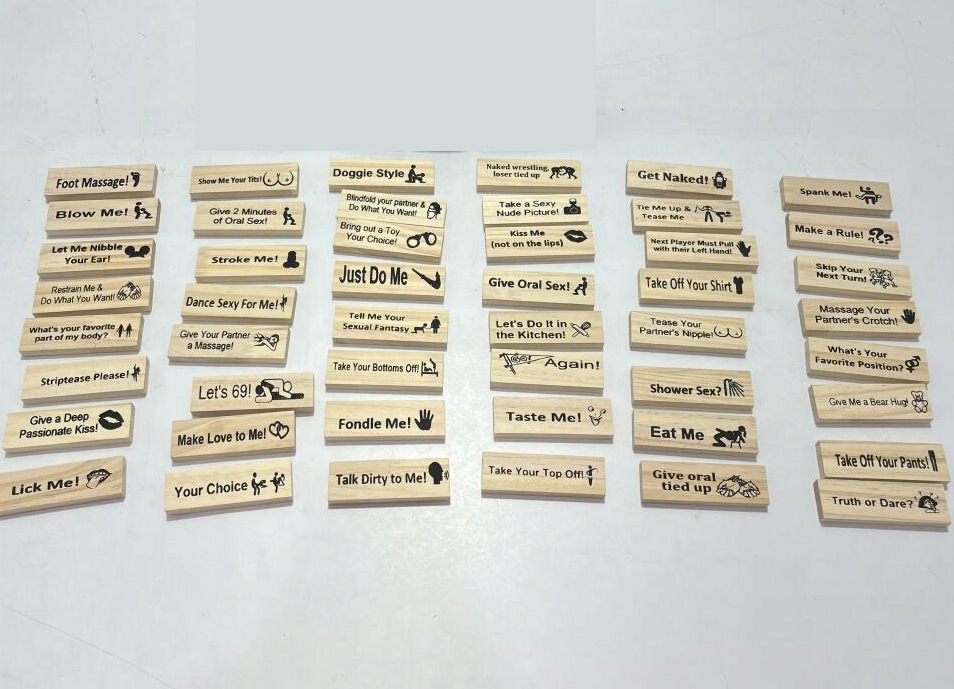 Foot Massage!
Blow Me!
Let Me Nibble
Your Ear!
Restrain Me &
Do What You Want!
What's your favorite
part of my body?
Striptease Please!
Give a Deep
Passionate Kiss!
Lick Me!
Show Me Your Tits!
Give 2 Minutes
of Oral Sex!
Stroke Me!
Dance Sexy For Me!
Give Your Partner
a Massage!
Let's 69!
Make Love to Me!
Your Choice
Doggie Style
Blindfold your partner &
Do What You Want!
Bring out a Toy...
Your Choice!
Just Do Me
Tell Me Your
Sexual Fantasy
Take Your Bottoms Off!
Fondle Me!
Talk Dirty to Me!
Naked wrestling,
loser tied up
Take a Sexy
Nude Picture!
Kiss Me
(not on the lips)
Give Oral Sex!
Let's Do It in
the Kitchen!
Again!
Taste Me!
Take Your Top Off!
Get Naked!
Tie Me Up &
Tease Me
Next Player Must Pull
with their Left Hand!
Take Off Your Shirt
Tease Your
Partner's Nipple!
Shower Sex?
Eat Me
Give oral
tied up
Spank Me!
Make a Rule!
Skip Your
Next Turn!
Massage Your
Partner's Crotch!
What's Your
Favorite Position?
Give Me a Bear Hug!
Take Off Your Pants!
Truth or Dare?